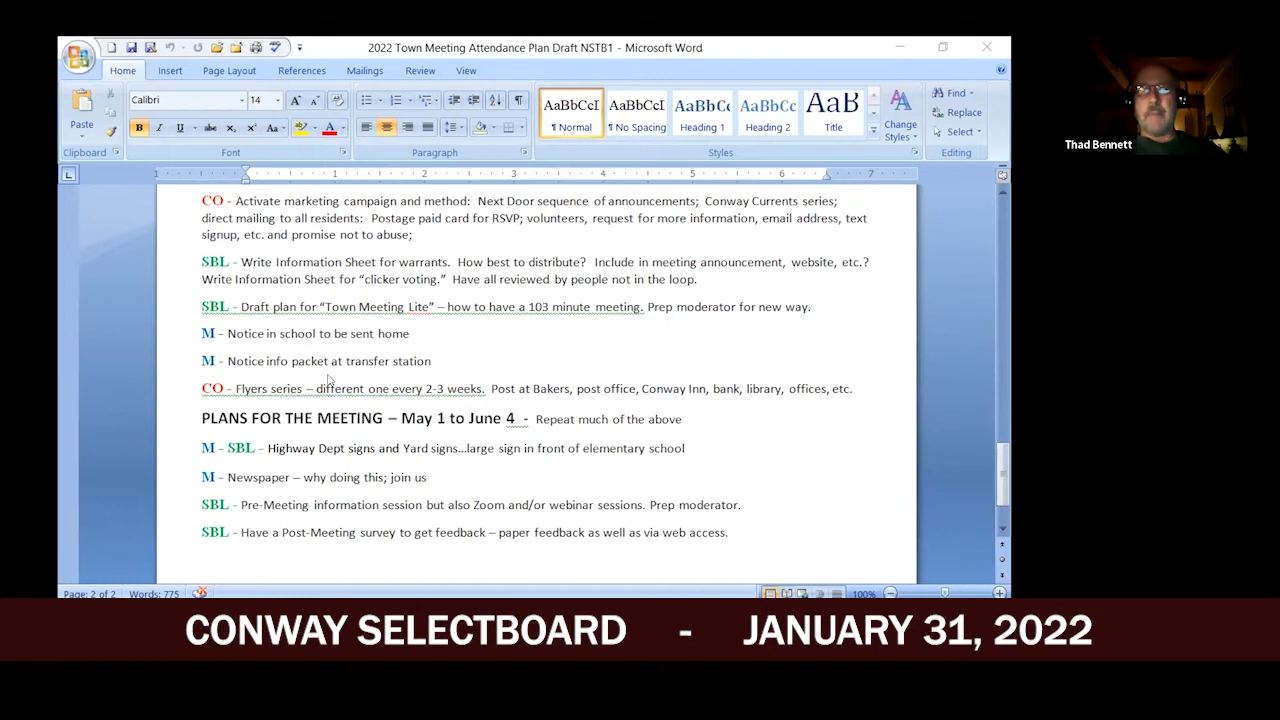 2022 Town Meeting Attendance Plan Draft NSTB1 - Microsoft Word
Home Insert Page Layout References Mailings Review View
Calibri 14
Paste
B I U abc x₂ x² Aa A
AaBbCcI AaBbCcI AaBbCc AaBbCc AaB
¶ Normal ¶ No Spacing Heading 1 Heading 2 Title
Change Styles
Find
Replace
Select
Clipboard Font Paragraph Styles Editing
Thad Bennett
1 1 2 3 4 5 6 7
CO - Activate marketing campaign and method: Next Door sequence of announcements; Conway Currents series;
direct mailing to all residents: Postage paid card for RSVP; volunteers, request for more information, email address, text
signup, etc. and promise not to abuse;
SBL - Write Information Sheet for warrants. How best to distribute? Include in meeting announcement, website, etc.?
Write Information Sheet for “clicker voting.” Have all reviewed by people not in the loop.
SBL - Draft plan for “Town Meeting Lite” – how to have a 103 minute meeting. Prep moderator for new way.
M - Notice in school to be sent home
M - Notice info packet at transfer station
CO - Flyers series – different one every 2-3 weeks. Post at Bakers, post office, Conway Inn, bank, library, offices, etc.
PLANS FOR THE MEETING – May 1 to June 4 - Repeat much of the above
M - SBL - Highway Dept signs and Yard signs…large sign in front of elementary school
M - Newspaper – why doing this; join us
SBL - Pre-Meeting information session but also Zoom and/or webinar sessions. Prep moderator.
SBL - Have a Post-Meeting survey to get feedback – paper feedback as well as via web access.
Page: 2 of 2 Words: 775 100%
CONWAY SELECTBOARD - JANUARY 31, 2022